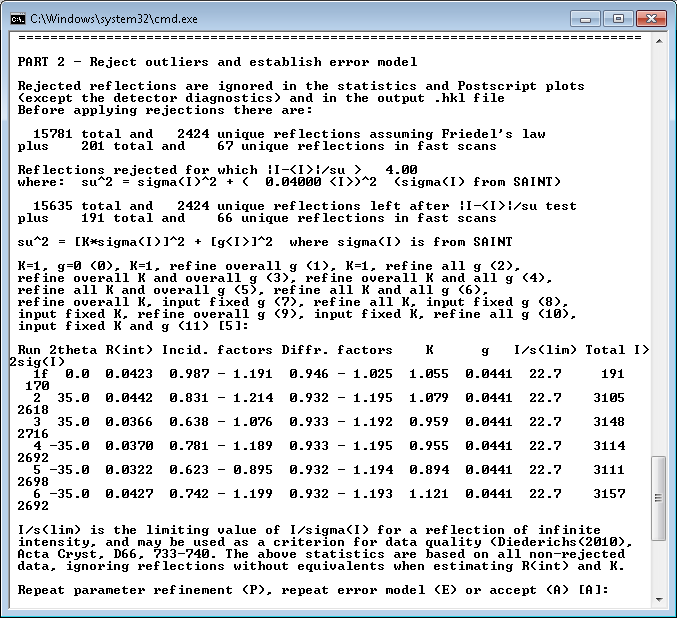 C:\Windows\system32\cmd.exe
==============================================================================
PART 2 - Reject outliers and establish error model
Rejected reflections are ignored in the statistics and Postscript plots
(except the detector diagnostics) and in the output .hkl file
Before applying rejections there are:
15781 total and 2424 unique reflections assuming Friedel's law
plus 201 total and 67 unique reflections in fast scans
Reflections rejected for which |I-<I>|/su > 4.00
where: su^2 = sigma(I)^2 + ( 0.04000 <I>)^2 (sigma(I) from SAINT)
15635 total and 2424 unique reflections left after |I-<I>|/su test
plus 191 total and 66 unique reflections in fast scans
su^2 = [K*sigma(I)]^2 + [g<I>]^2 where sigma(I) is from SAINT
K=1, g=0 (0), K=1, refine overall g (1), K=1, refine all g (2),
refine overall K and overall g (3), refine overall K and all g (4),
refine all K and overall g (5), refine all K and all g (6),
refine overall K, input fixed g (7), refine all K, input fixed g (8),
input fixed K, refine overall g (9), input fixed K, refine all g (10),
input fixed K and g (11) [5]:
Run 2theta R(int) Incid. factors Diffr. factors K g I/s(lim) Total I>
2sig(I)
1f 0.0 0.0423 0.987 - 1.191 0.946 - 1.025 1.055 0.0441 22.7 191
170
2 35.0 0.0442 0.831 - 1.214 0.932 - 1.195 1.079 0.0441 22.7 3105
2618
3 35.0 0.0366 0.638 - 1.076 0.933 - 1.192 0.959 0.0441 22.7 3148
2716
4 -35.0 0.0370 0.781 - 1.189 0.933 - 1.195 0.955 0.0441 22.7 3114
2692
5 -35.0 0.0322 0.623 - 0.895 0.932 - 1.194 0.894 0.0441 22.7 3111
2698
6 -35.0 0.0427 0.742 - 1.199 0.932 - 1.193 1.121 0.0441 22.7 3157
2692
I/s(lim) is the limiting value of I/sigma(I) for a reflection of infinite
intensity, and may be used as a criterion for data quality (Diederichs(2010),
Acta Cryst, D66, 733-740. The above statistics are based on all non-rejected
data, ignoring reflections without equivalents when estimating R(int) and K.
Repeat parameter refinement (P), repeat error model (E) or accept (A) [A]: